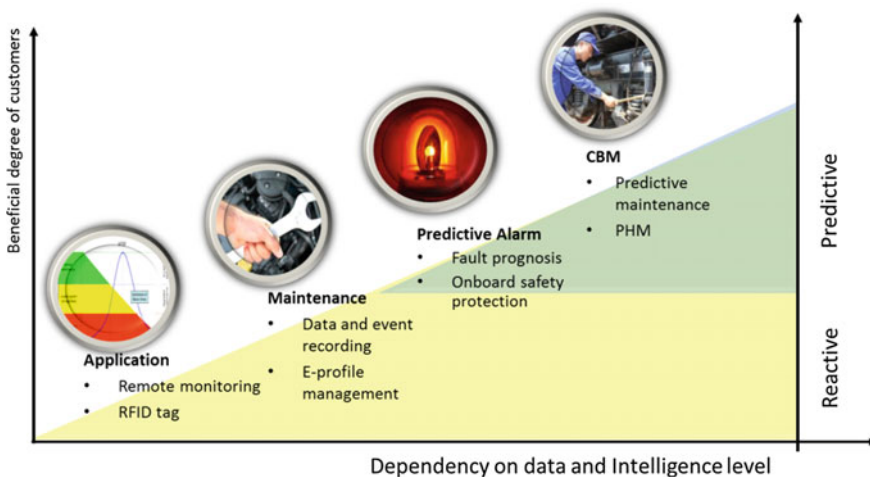 Beneficial degree of customers
CBM
• Predictive
maintenance
• PHM
Predictive Alarm
• Fault prognosis
• Onboard safety
protection
Maintenance
• Data and event
recording
• E-profile
management
Application
• Remote monitoring
• RFID tag
Predictive
Reactive
Dependency on data and Intelligence level